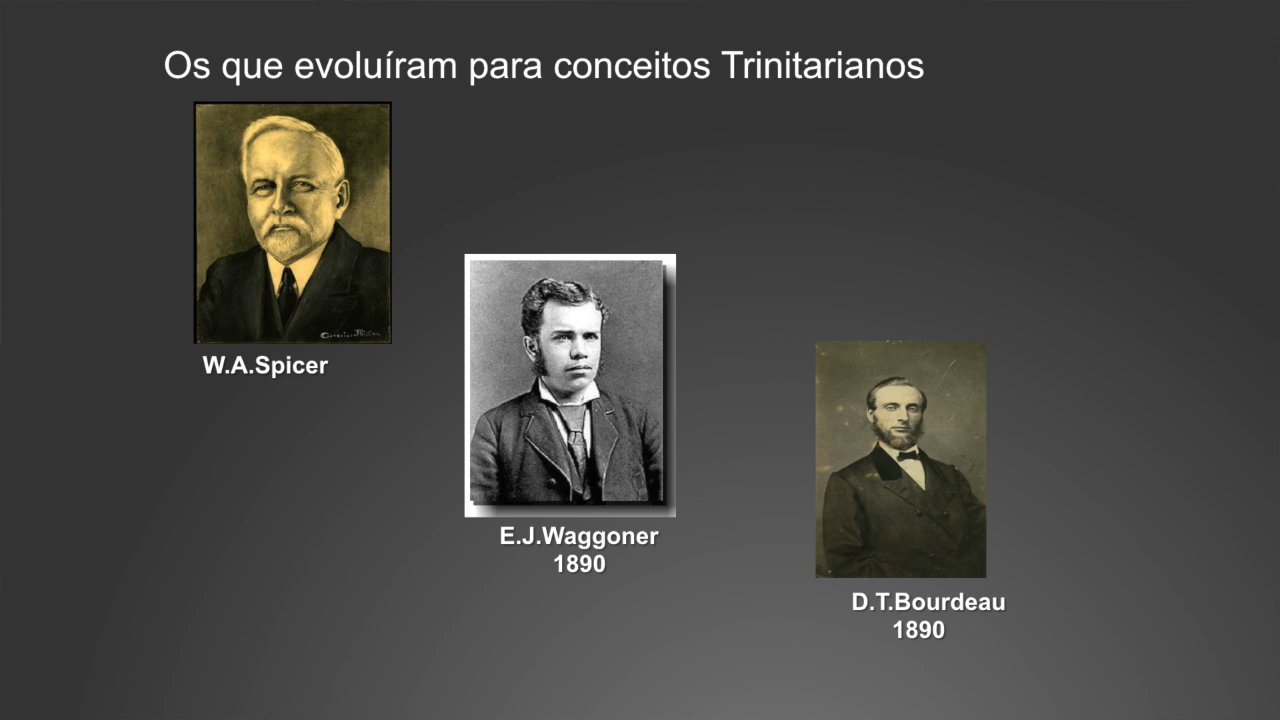 Os que evoluíram para conceitos Trinitarianos
W.A.Spicer
E.J.Waggoner
1890
D.T.Bourdeau
1890